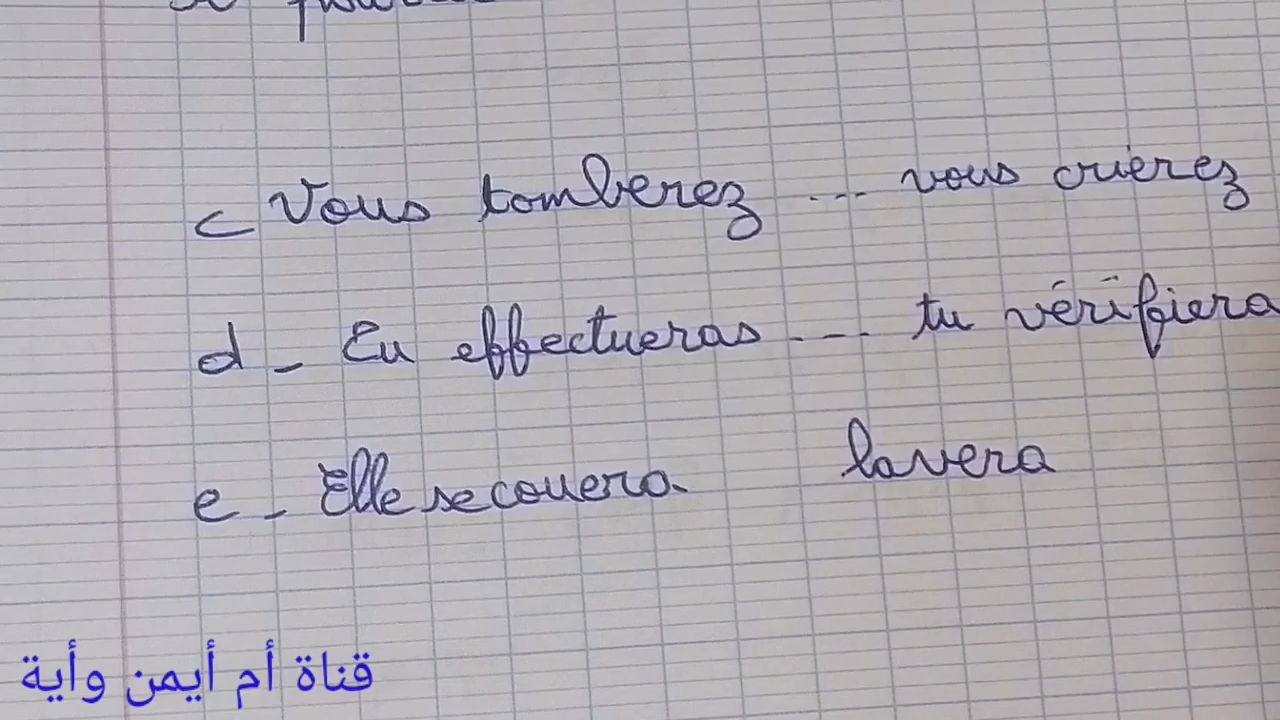 c Vous tomberez ... vous crierez
d - Tu effectueras ... tu vérifiera
e - Elle secouera. lavera
قناة أم أيمن وأية